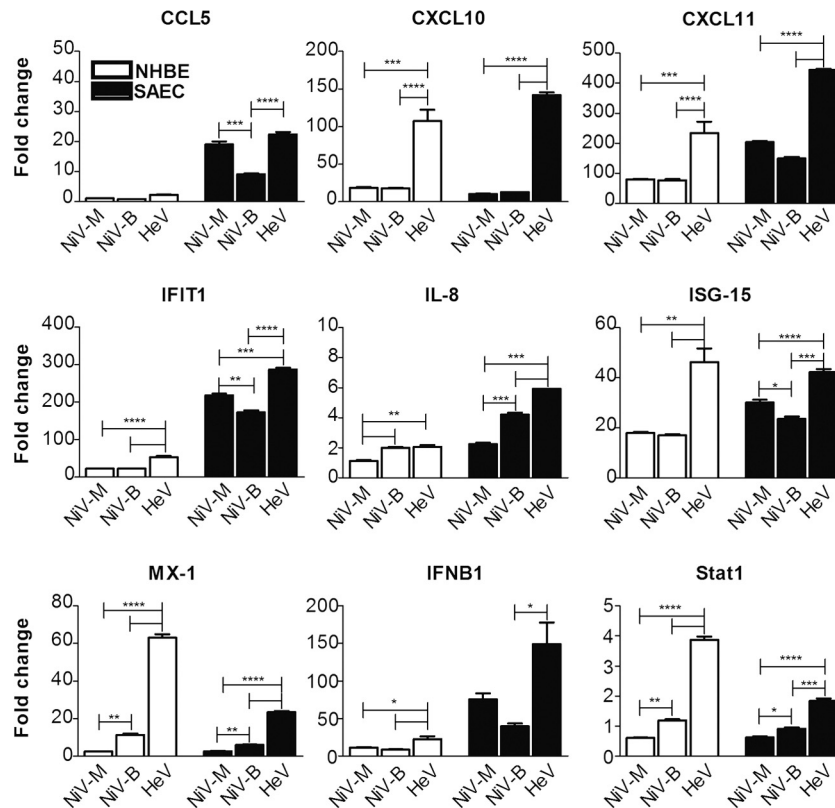 CCL5
CXCL10
CXCL11
Fold change
50
40
30
20
10
0
NHBE
SAEC
***
****
NiV-M
NiV-B
HeV
NiV-M
NiV-B
HeV
200
150
100
50
0
***
****
****
NiV-M
NiV-B
HeV
NiV-M
NiV-B
HeV
500
400
300
200
100
0
***
****
****
NiV-M
NiV-B
HeV
NiV-M
NiV-B
HeV
IFIT1
IL-8
ISG-15
Fold change
400
300
200
100
0
****
****
***
**
NiV-M
NiV-B
HeV
NiV-M
NiV-B
HeV
10
8
6
4
2
0
**
***
***
NiV-M
NiV-B
HeV
NiV-M
NiV-B
HeV
60
40
20
0
**
****
***
*
NiV-M
NiV-B
HeV
NiV-M
NiV-B
HeV
MX-1
IFNB1
Stat1
Fold change
80
60
40
20
0
****
**
****
**
NiV-M
NiV-B
HeV
NiV-M
NiV-B
HeV
200
150
100
50
0
*
*
NiV-M
NiV-B
HeV
NiV-M
NiV-B
HeV
5
4
3
2
1
0
****
**
****
***
*
NiV-M
NiV-B
HeV
NiV-M
NiV-B
HeV